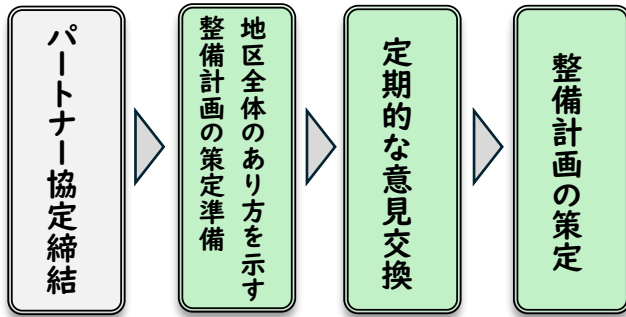 パートナー協定締結
地区全体のあり方を示す
整備計画の策定準備
定期的な意見交換
整備計画の策定